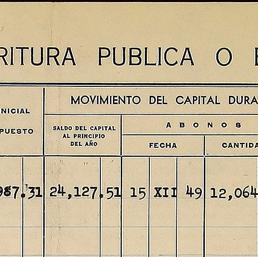 RITURA PUBLICA O E
NICIAL
PUESTO
MOVIMIENTO DEL CAPITAL DURA
SALDO DEL CAPITAL
AL PRINCIPIO
DEL AÑO
ABONOS
FECHA
CANTIDA
987.31 24,127.51 15 XII 49 12,064